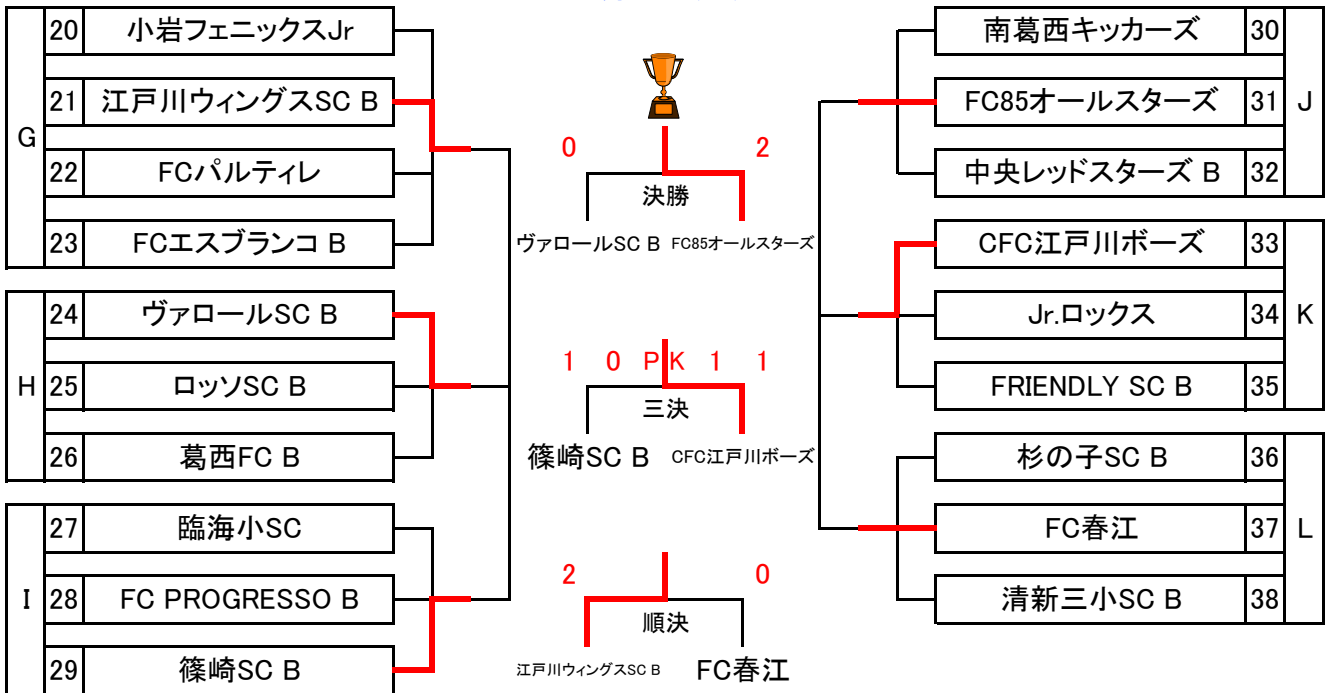 G
20 小岩フェニックスJr
21 江戸川ウィングスSC B
22 FCパルティレ
23 FCエスブランコ B
H
24 ヴァロールSC B
25 ロッソSC B
26 葛西FC B
I
27 臨海小SC
28 FC PROGRESSO B
29 篠崎SC B
0 2
決勝
ヴァロールSC B FC85オールスターズ
1 0 PK 1 1
三決
篠崎SC B CFC江戸川ボーズ
2 0
順決
江戸川ウィングスSC B FC春江
南葛西キッカーズ 30
FC85オールスターズ 31
中央レッドスターズ B 32
J
CFC江戸川ボーズ 33
Jr.ロックス 34
FRIENDLY SC B 35
K
杉の子SC B 36
FC春江 37
清新三小SC B 38
L